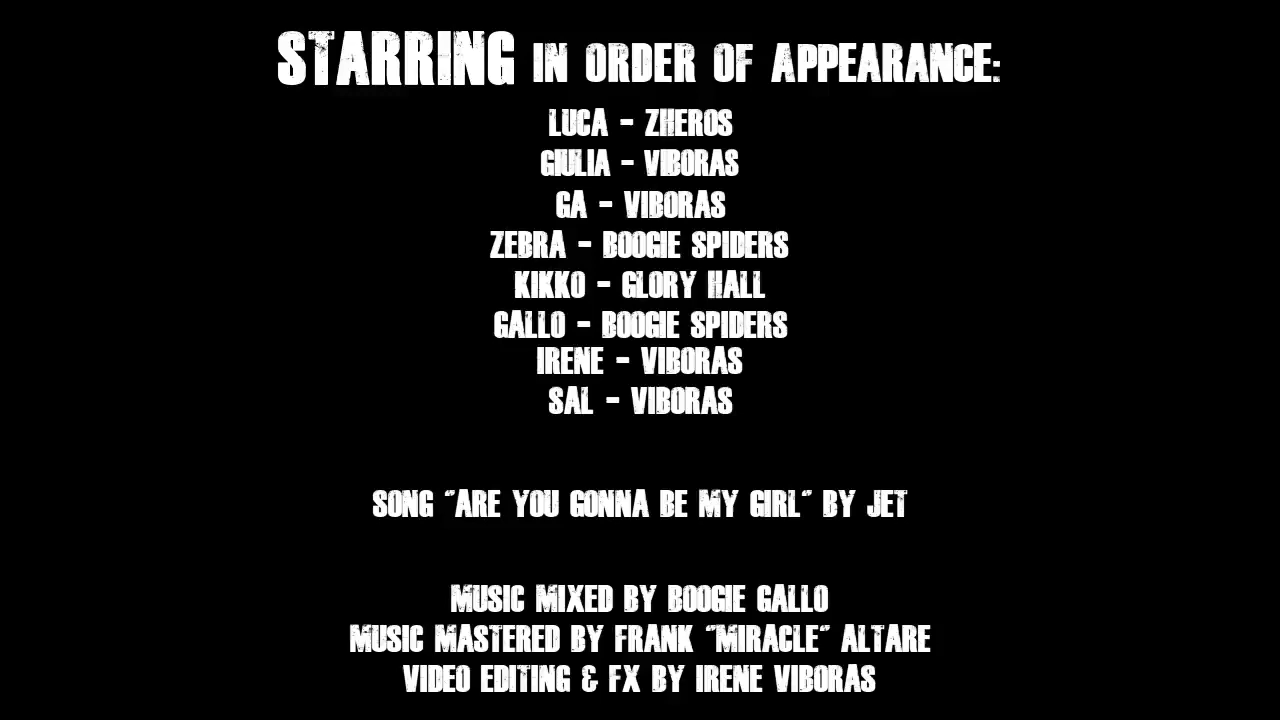 STARRING IN ORDER OF APPEARANCE:
LUCA - ZHEROS
GIULIA - VIBORAS
GA - VIBORAS
ZEBRA - BOOGIE SPIDERS
KIKKO - GLORY HALL
GALLO - BOOGIE SPIDERS
IRENE - VIBORAS
SAL - VIBORAS
SONG "ARE YOU GONNA BE MY GIRL" BY JET
MUSIC MIXED BY BOOGIE GALLO
MUSIC MASTERED BY FRANK "MIRACLE" ALTARE
VIDEO EDITING & FX BY IRENE VIBORAS